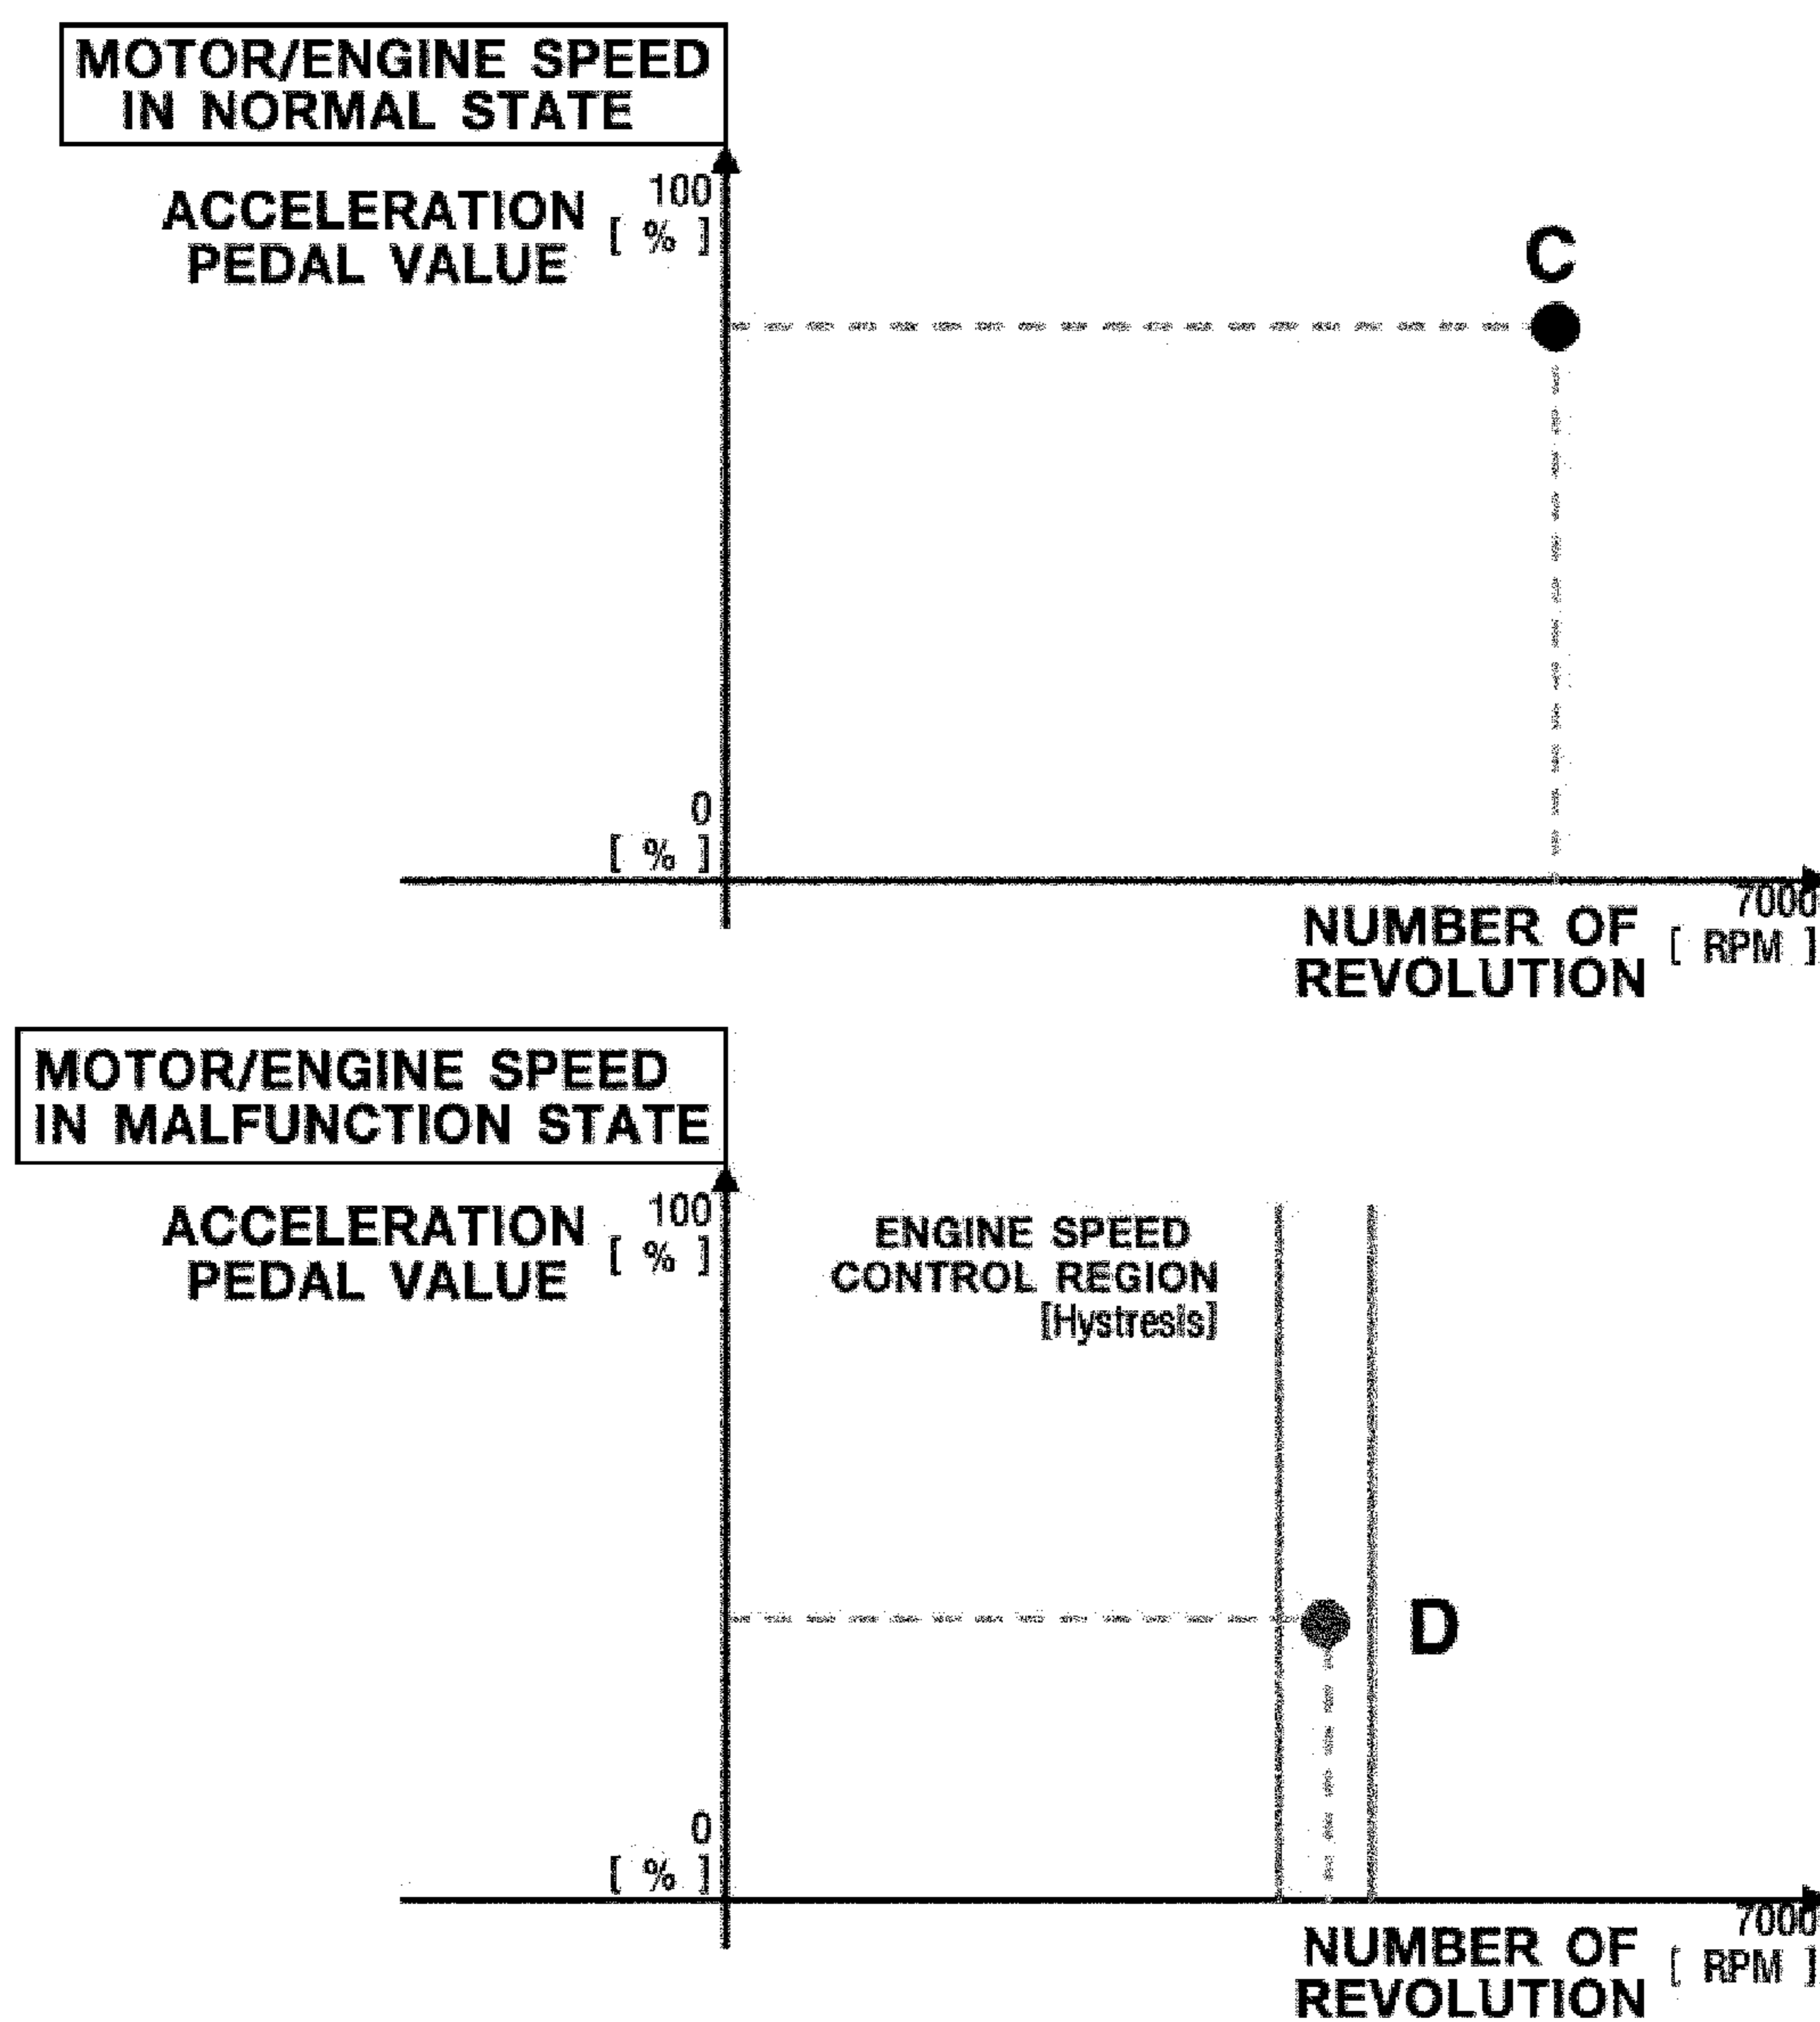 MOTOR/ENGINE SPEED
IN NORMAL STATE
ACCELERATION
PEDAL VALUE
100
[ % ]
C
0
[ % ]
NUMBER OF
REVOLUTION
7000
[ RPM ]
MOTOR/ENGINE SPEED
IN MALFUNCTION STATE
ACCELERATION
PEDAL VALUE
100
[ % ]
ENGINE SPEED
CONTROL REGION
[Hystresis]
D
0
[ % ]
NUMBER OF
REVOLUTION
7000
[ RPM ]